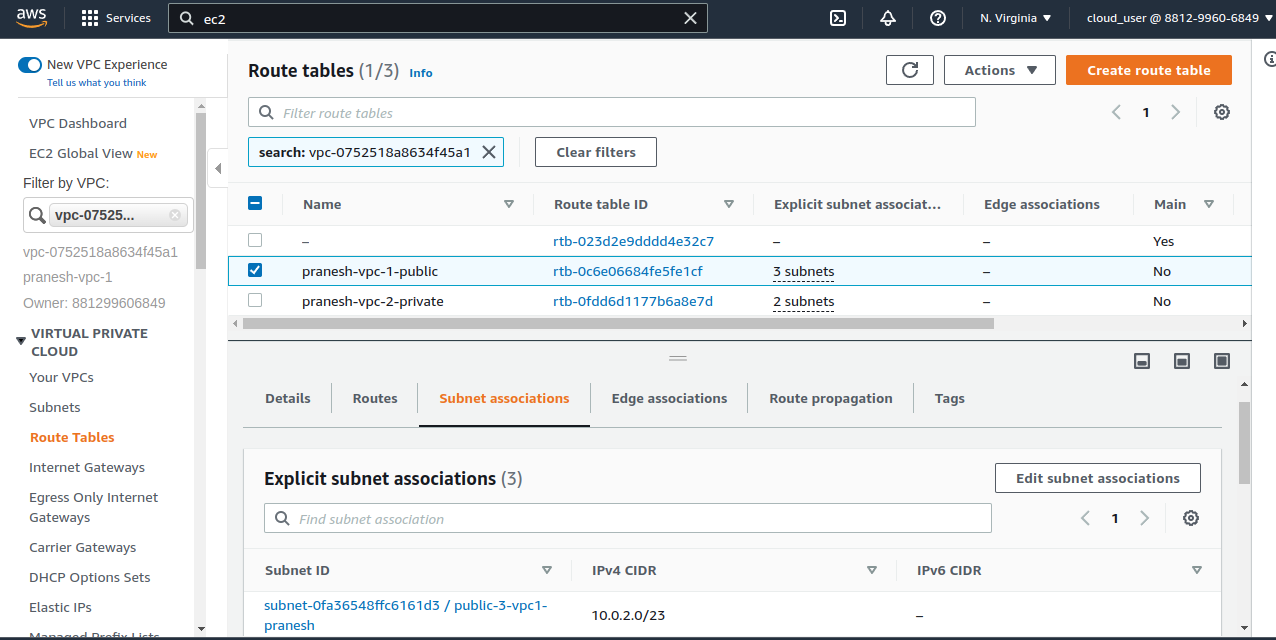 aws
Services
ec2
N. Virginia
cloud_user @ 8812-9960-6849
New VPC Experience
Tell us what you think
VPC Dashboard
EC2 Global View New
Filter by VPC:
vpc-07525...
vpc-0752518a8634f45a1
pranesh-vpc-1
Owner: 881299606849
VIRTUAL PRIVATE
CLOUD
Your VPCs
Subnets
Route Tables
Internet Gateways
Egress Only Internet
Gateways
Carrier Gateways
DHCP Option Sets
Elastic IPs
Managed Prefix Lists
Route tables (1/3) Info
Actions
Create route table
Filter route tables
1
search: vpc-0752518a8634f45a1
Clear filters
Name Route table ID Explicit subnet associat... Edge associations Main
– rtb-023d2e9dddd4e32c7 – – Yes
pranesh-vpc-1-public rtb-0c6e06684fe5fe1cf 3 subnets – No
pranesh-vpc-2-private rtb-0fdd6d1177b6a8e7d 2 subnets – No
Details Routes Subnet associations Edge associations Route propagation Tags
Explicit subnet associations (3)
Edit subnet associations
Find subnet association
1
Subnet ID IPv4 CIDR IPv6 CIDR
subnet-0fa36548ffc6161d3 / public-3-vpc1-
pranesh
10.0.2.0/23 –